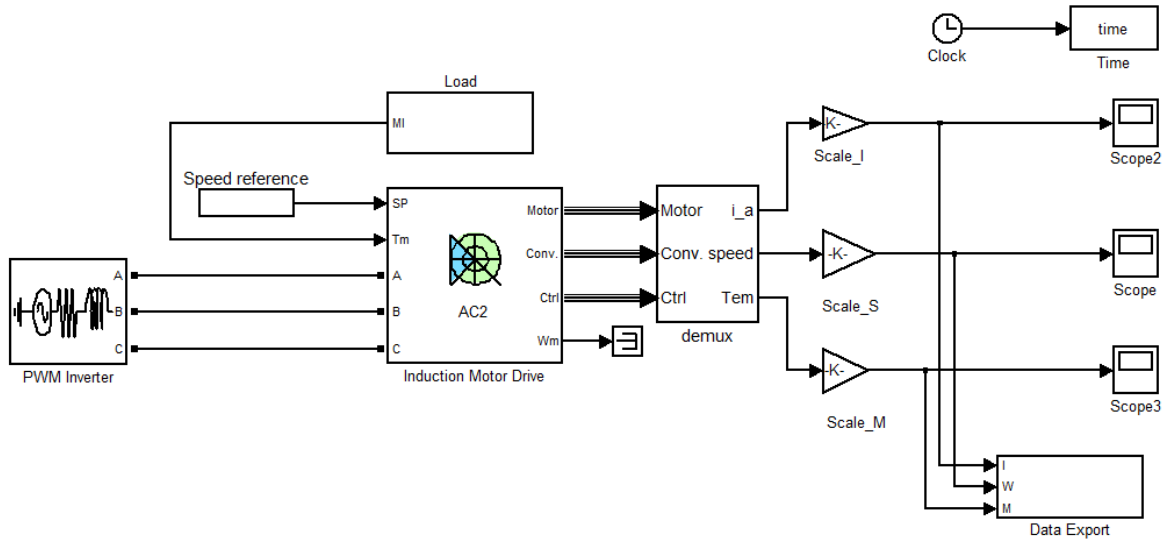 time
Clock
Time
Load
MI
-K-
Scale_I
Scope2
Speed reference
SP
Tm
A
B
C
AC2
Motor
Conv.
Ctrl
Wm
Induction Motor Drive
Motor
i_a
Conv.
speed
Ctrl
Tem
demux
-K-
Scale_S
Scope
A
B
C
PWM Inverter
-K-
Scale_M
Scope3
I
W
M
Data Export